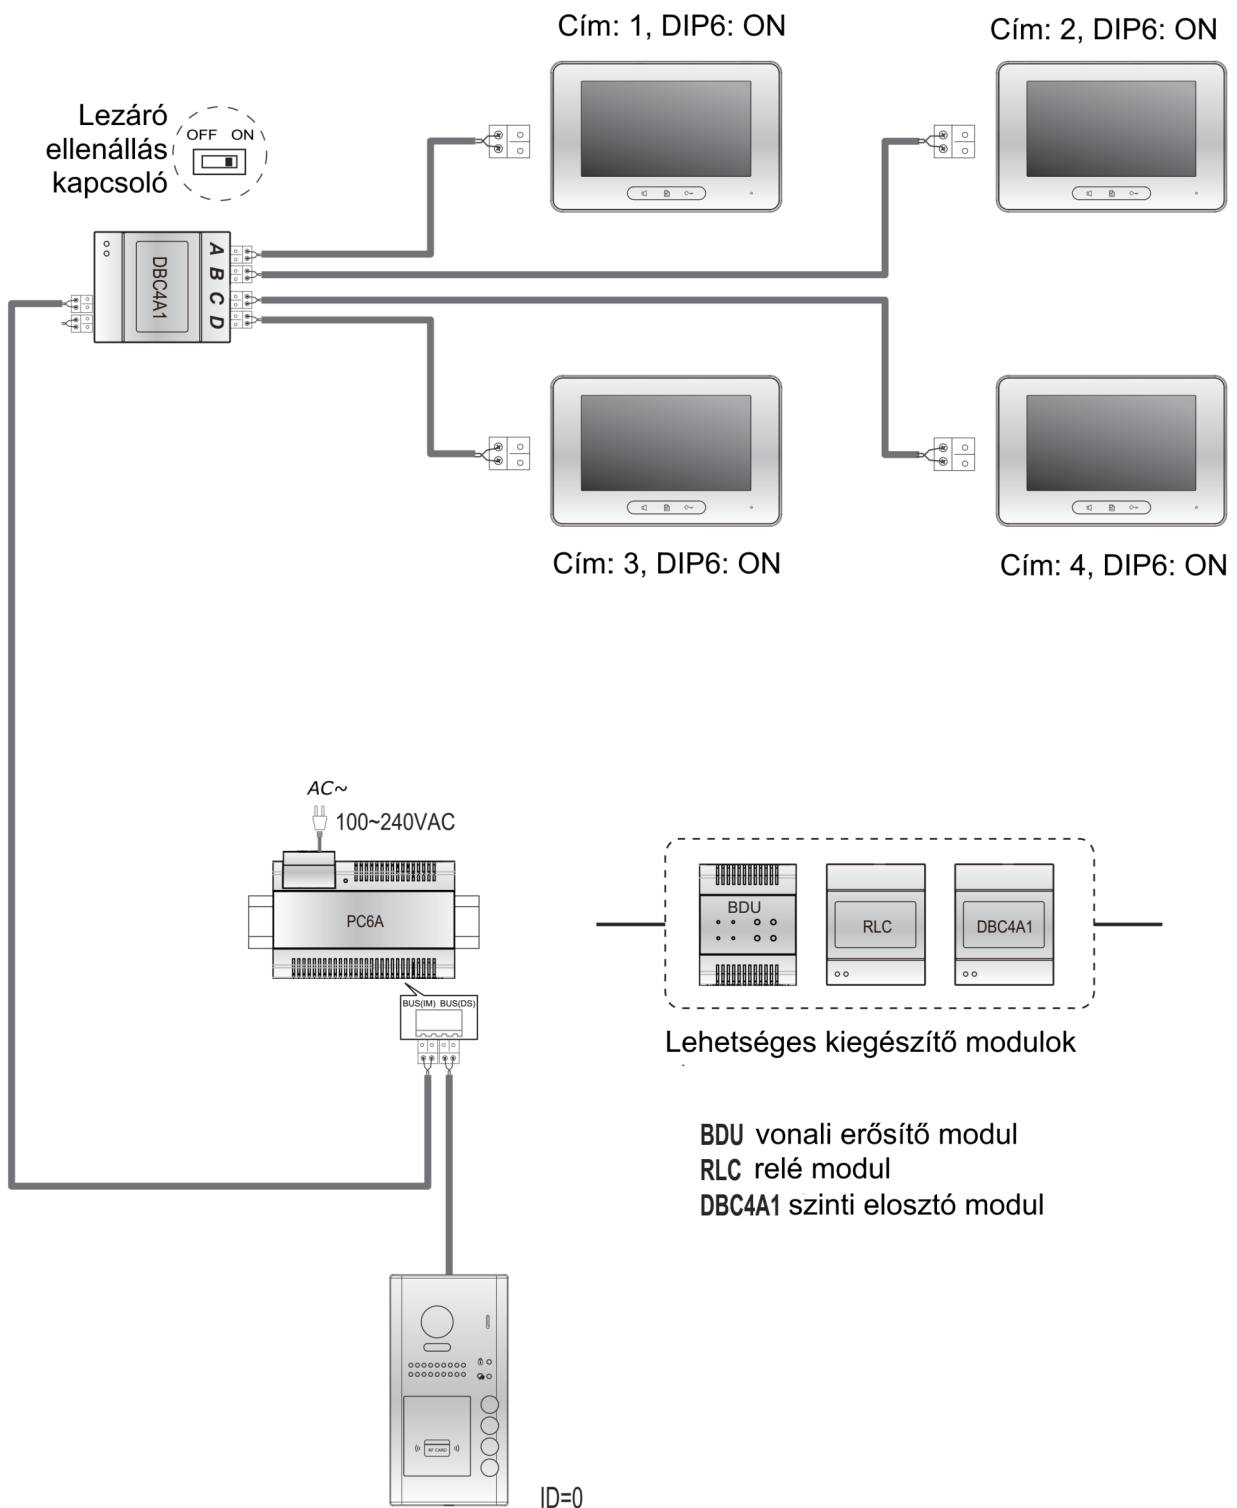 Cím: 1, DIP6: ON
Cím: 2, DIP6: ON
Lezáró
ellenállás
kapcsoló
OFF ON
DBC4A1
A
B
C
D
Cím: 3, DIP6: ON
Cím: 4, DIP6: ON
AC~
100~240VAC
PC6A
BUS(IM) BUS(DS)
BDU
RLC
DBC4A1
Lehetséges kiegészítő modulok
BDU vonali erősítő modul
RLC relé modul
DBC4A1 szinti elosztó modul
RF CARD
ID=0